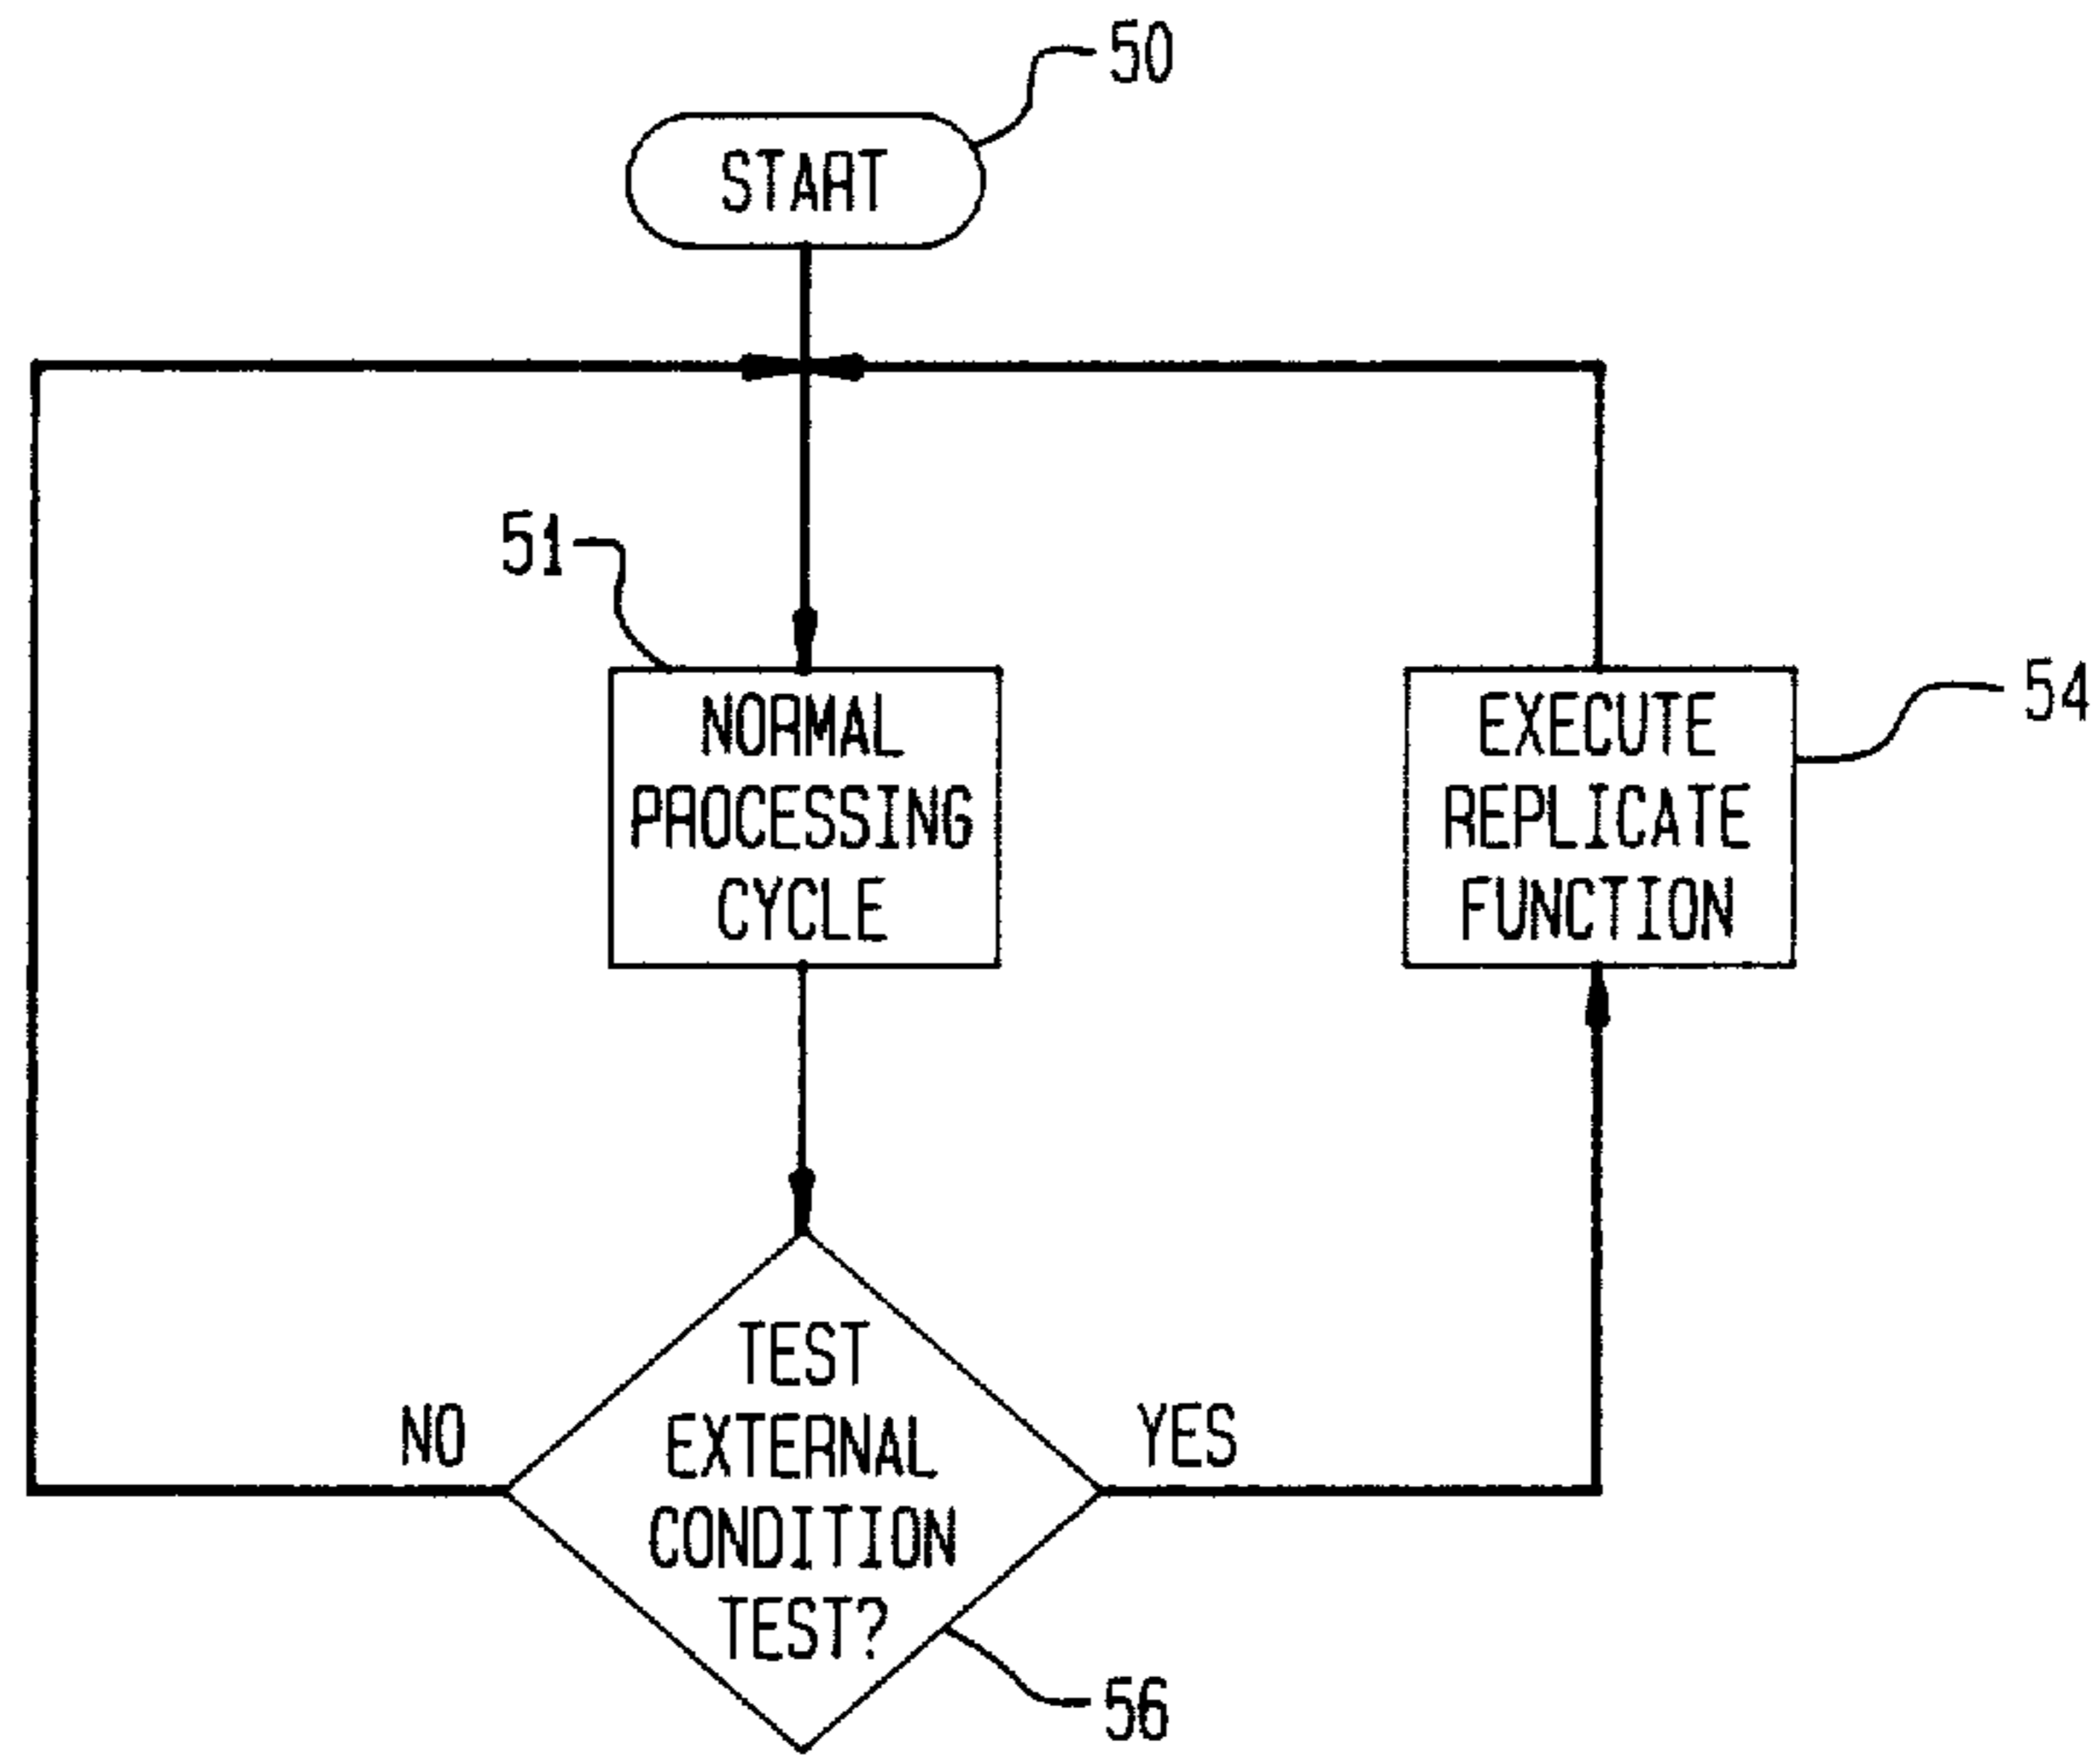 50
START
51
NORMAL
PROCESSING
CYCLE
EXECUTE
REPLICATE
FUNCTION
54
TEST
EXTERNAL
CONDITION
TEST?
NO
YES
56